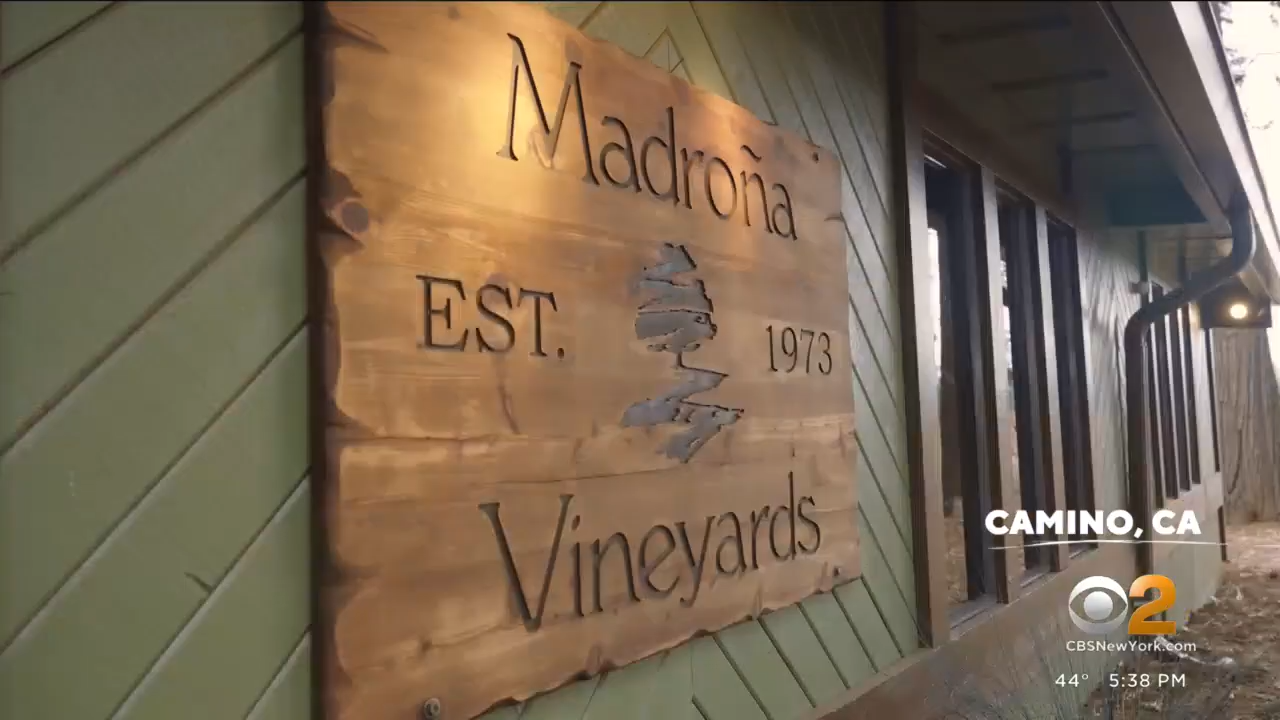 Madroña
EST. 1973
Vineyards
CAMINO, CA
2
CBSNewYork.com
44° 5:38 PM